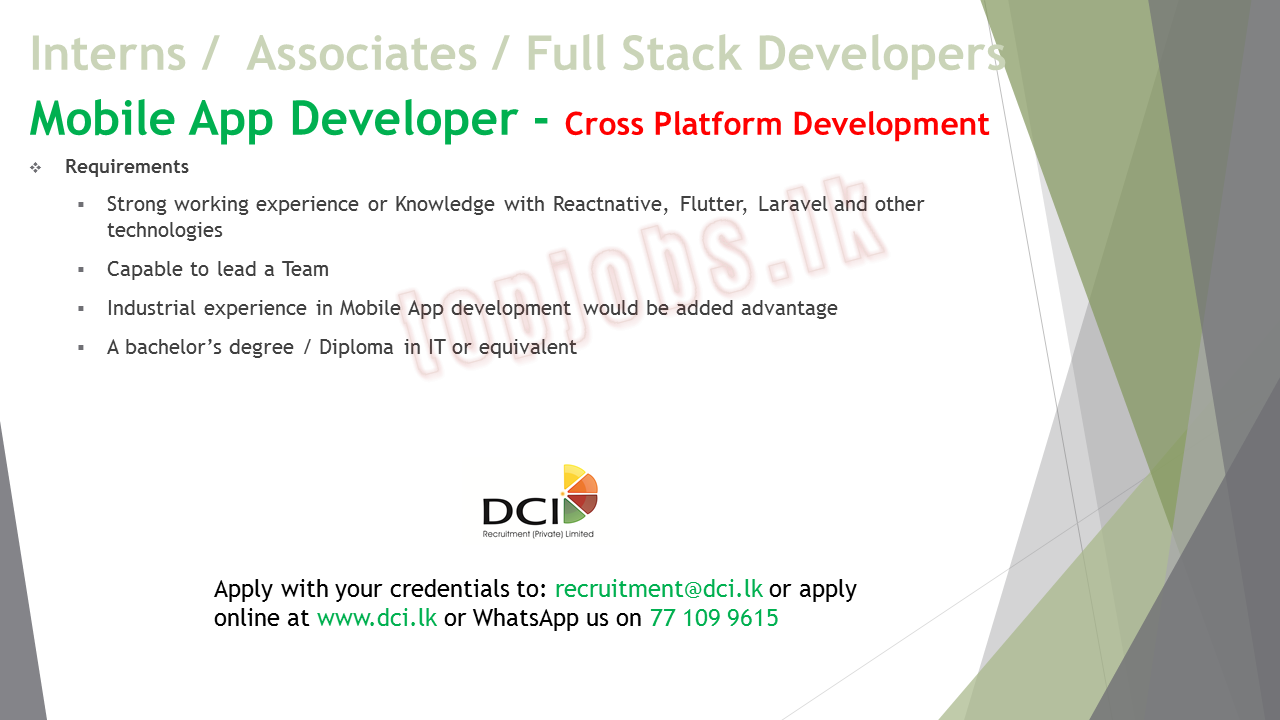 Interns / Associates / Full Stack Developers
Mobile App Developer - Cross Platform Development
❖ Requirements
▪ Strong working experience or Knowledge with Reactnative, Flutter, Laravel and other
technologies
▪ Capable to lead a Team
▪ Industrial experience in Mobile App development would be added advantage
▪ A bachelor’s degree / Diploma in IT or equivalent
topjobs.lk
DCI
Recruitment (Private) Limited
Apply with your credentials to: recruitment@dci.lk or apply
online at www.dci.lk or WhatsApp us on 77 109 9615